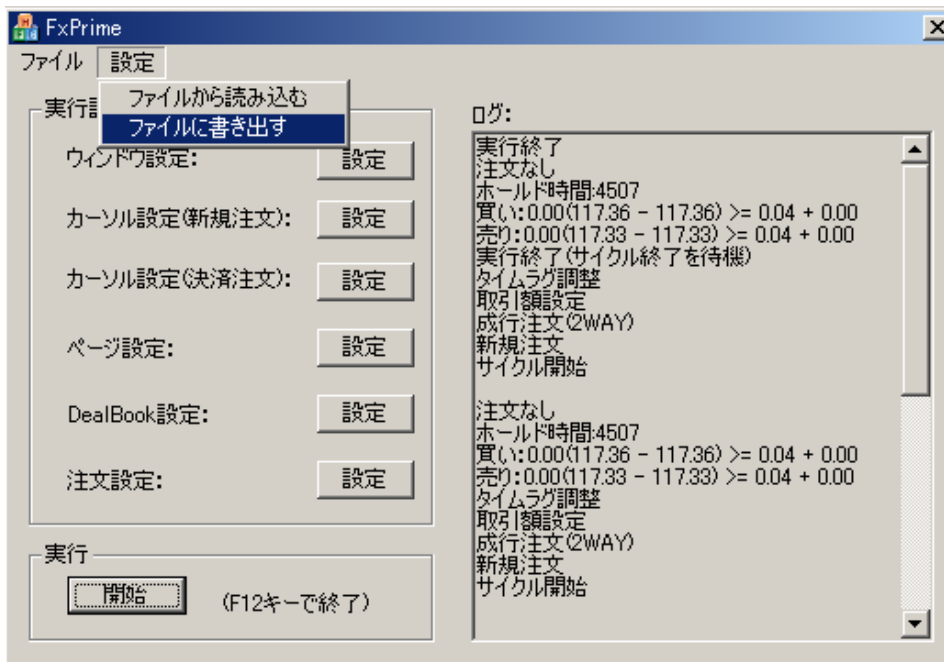 FxPrime
ファイル 設定
ファイルから読み込む
ファイルに書き出す
実行
ウィンドウ設定: 設定
カーソル設定(新規注文): 設定
カーソル設定(決済注文): 設定
ページ設定: 設定
DealBook設定: 設定
注文設定: 設定
実行
開始 (F12キーで終了)
ログ:
実行終了
注文なし
ホールド時間:4507
買い:0.00(117.36 - 117.36) >= 0.04 + 0.00
売り:0.00(117.33 - 117.33) >= 0.04 + 0.00
実行終了(サイクル終了を待機)
タイムラグ調整
取引額設定
成行注文(2WAY)
新規注文
サイクル開始
注文なし
ホールド時間:4507
買い:0.00(117.36 - 117.36) >= 0.04 + 0.00
売り:0.00(117.33 - 117.33) >= 0.04 + 0.00
タイムラグ調整
取引額設定
成行注文(2WAY)
新規注文
サイクル開始